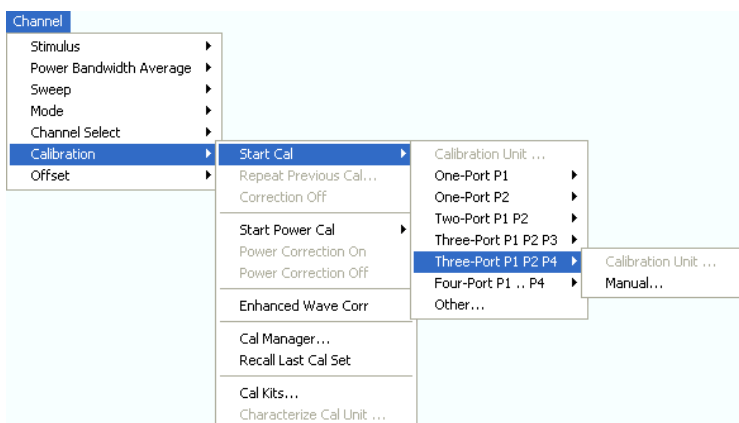 Channel
Stimulus
Power Bandwidth Average
Sweep
Mode
Channel Select
Calibration
Offset
Start Cal
Repeat Previous Cal...
Correction Off
Start Power Cal
Power Correction On
Power Correction Off
Enhanced Wave Corr
Cal Manager...
Recall Last Cal Set
Cal Kits...
Characterize Cal Unit ...
Calibration Unit ...
One-Port P1
One-Port P2
Two-Port P1 P2
Three-Port P1 P2 P3
Three-Port P1 P2 P4
Four-Port P1 .. P4
Other...
Calibration Unit ...
Manual...